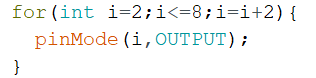 for(int i=2;i<=8;i=i+2){
  pinMode(i,OUTPUT);
}